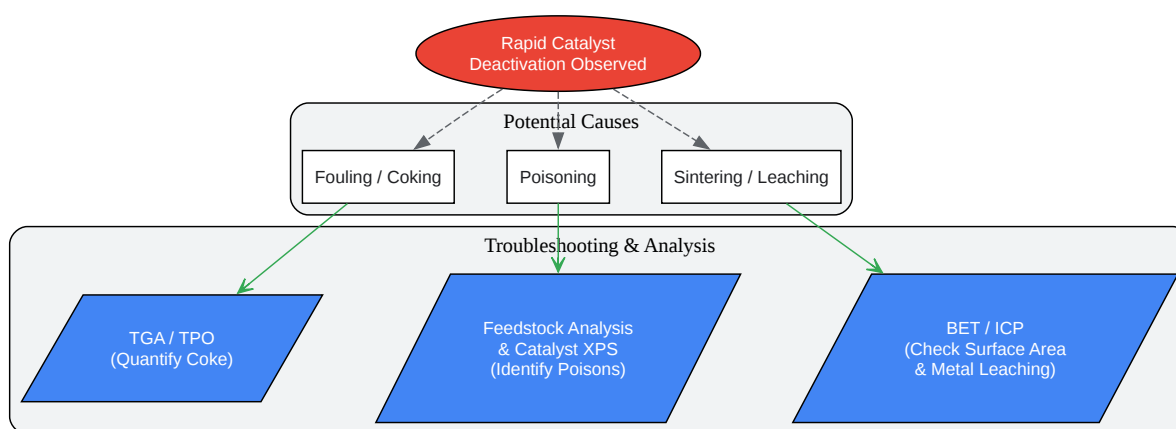 Rapid Catalyst
Deactivation Observed
Potential Causes
Fouling / Coking
Poisoning
Sintering / Leaching
Troubleshooting & Analysis
TGA / TPO
(Quantify Coke)
Feedstock Analysis
& Catalyst XPS
(Identify Poisons)
BET / ICP
(Check Surface Area
& Metal Leaching)